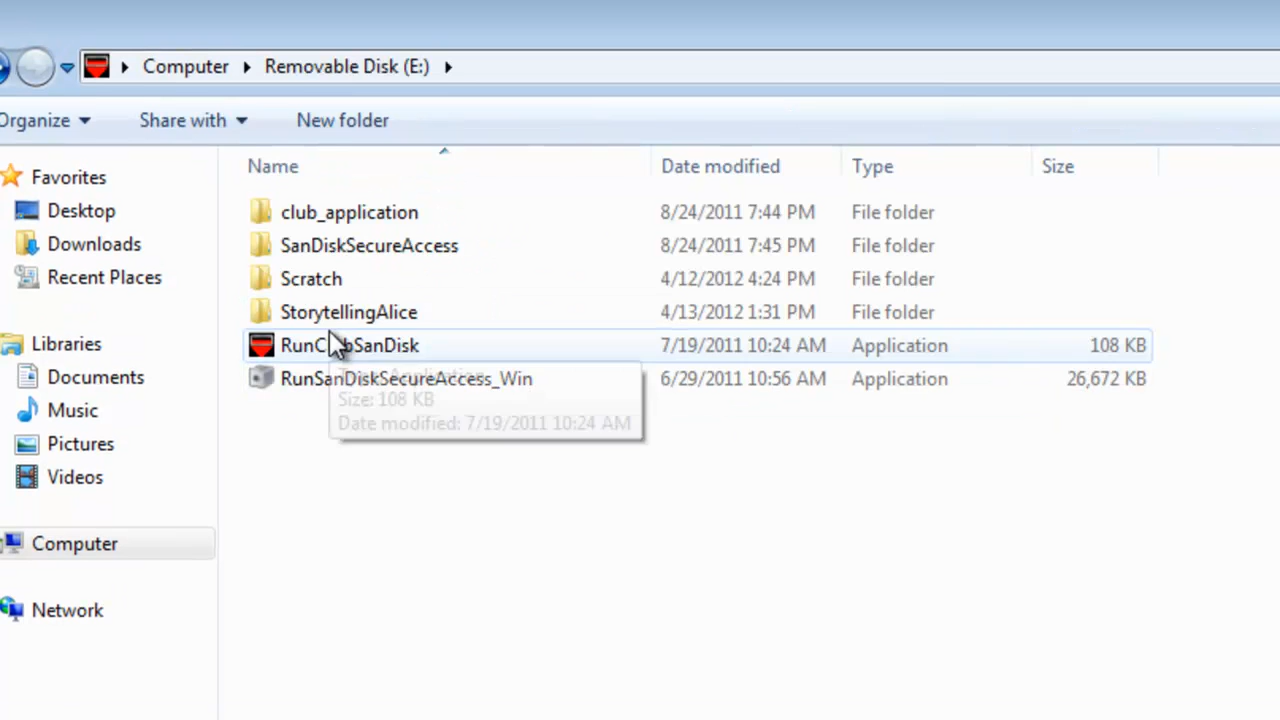 Computer Removable Disk (E:)
Organize Share with New folder
Name Date modified Type Size
Favorites
Desktop
Downloads
Recent Places
Libraries
Documents
Music
Pictures
Videos
Computer
Network
club_application 8/24/2011 7:44 PM File folder
SanDiskSecureAccess 8/24/2011 7:45 PM File folder
Scratch 4/12/2012 4:24 PM File folder
StorytellingAlice 4/13/2012 1:31 PM File folder
RunClubSanDisk 7/19/2011 10:24 AM Application 108 KB
RunSanDiskSecureAccess_Win 6/29/2011 10:56 AM Application 26,672 KB
Type: Application
Size: 108 KB
Date modified: 7/19/2011 10:24 AM